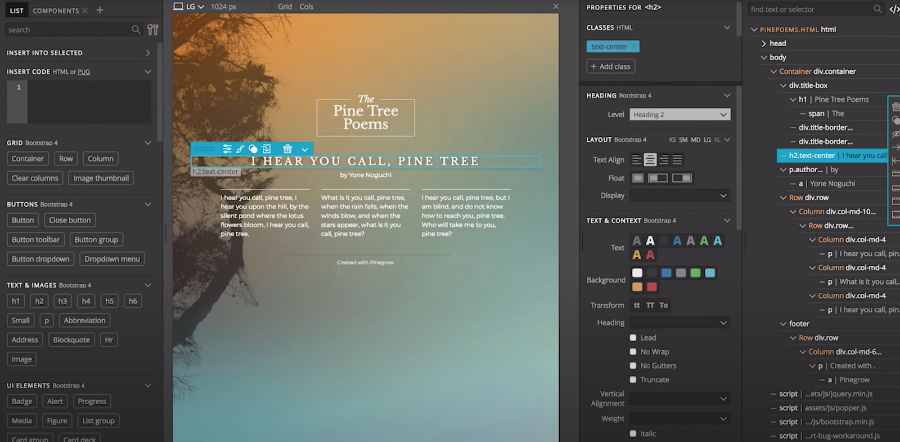 LIST COMPONENTS × +
search
INSERT INTO SELECTED
INSERT CODE HTML or PUG
1
GRID Bootstrap 4
Container Row Column
Clear columns Image thumbnail
BUTTONS Bootstrap 4
Button Close button
Button toolbar Button group
Button dropdown Dropdown menu
TEXT & IMAGES Bootstrap 4
h1 h2 h3 h4 h5 h6
Small p Abbreviation
Address Blockquote Hr
Image
UI ELEMENTS Bootstrap 4
Badge Alert Progress
Media Figure List group
Card group Card deck
LG 1024 px Grid Cols ×
The
Pine Tree
Poems
I HEAR YOU CALL, PINE TREE
h2.text-center
by Yone Noguchi
I hear you call, pine tree, I
hear you upon the hill, by the
silent pond where the lotus
flowers bloom, I hear you call,
pine tree.
What is it you call, pine tree,
when the rain falls, when the
winds blow, and when the
stars appear, what is it you
call, pine tree?
I hear you call, pine tree, but I
am blind, and do not know
how to reach you, pine tree.
Who will take me to you,
pine tree?
Created with Pinegrow.
PROPERTIES FOR <h2>
CLASSES HTML
text-center ×
+ Add class
HEADING Bootstrap 4
Level Heading 2
LAYOUT Bootstrap 4 XS SM MD LG XL
Text Align
Float
Display
TEXT & CONTEXT Bootstrap 4
Text A A A A A A A A
A A
Background
Transform tt TT To
Heading
Lead
No Wrap
No Gutters
Truncate
Vertical
Alignment
Weight
Italic
find text or selector </>
PINEPOEMS.HTML html
head
body
Container div.container
div.title-box
h1 | Pine Tree Poems
span | The
div.title-border...
div.title-border...
h2.text-center | I hear you call
p.author... | by
a | Yone Noguchi
Row div.row
Column div.col-md-10...
Row div.row...
Column div.col-md-4
p | I hear you call, pin.
Column div.col-md-4
p | What is it you call,
Column div.col-md-4
p | I hear you call, pin.
footer
Row div.row
Column div.col-md-6...
p | Created with .
a | Pinegrow
script | ...ets/js/jquery.min.js
script | assets/js/popper.js
script | ...s/js/bootstrap.min.js
script | ...rt-bug-workaround.js